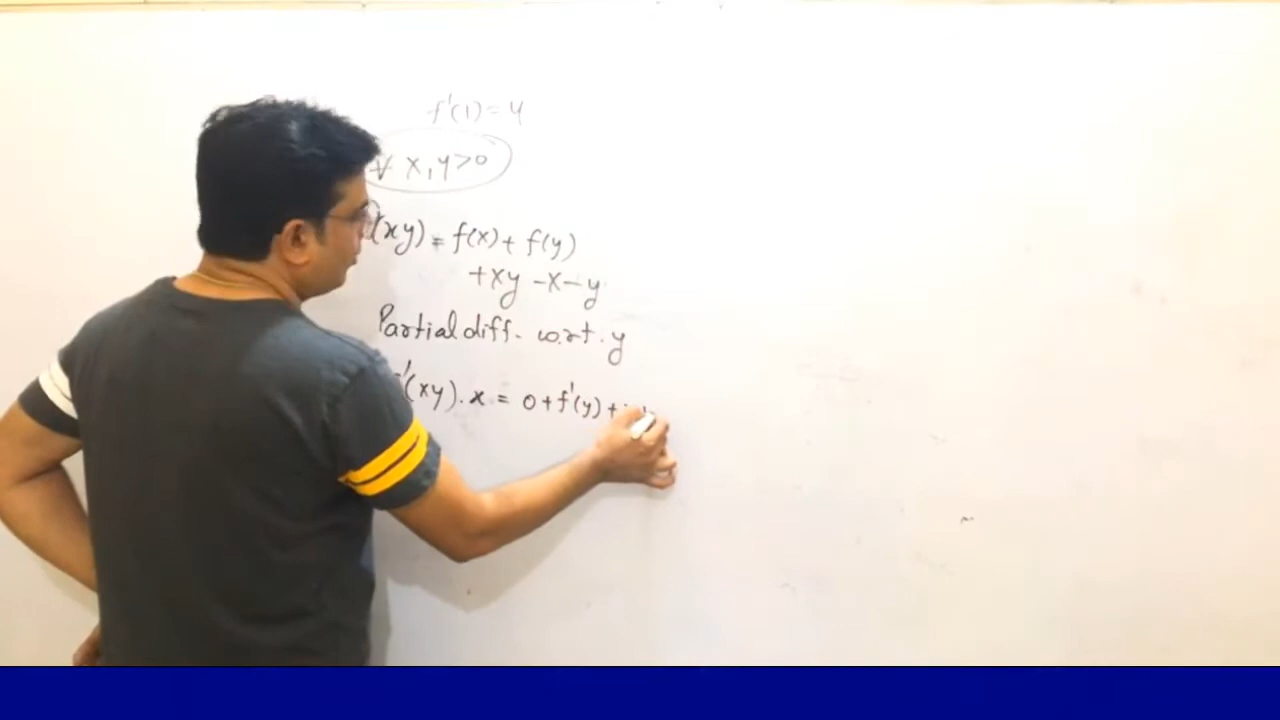 f'(1)=4
∀ x,y>0
(xy) = f(x)+ f(y)
+xy -x-y
Partial diff. w.r.t. y
f'(xy).x = 0+f'(y)+